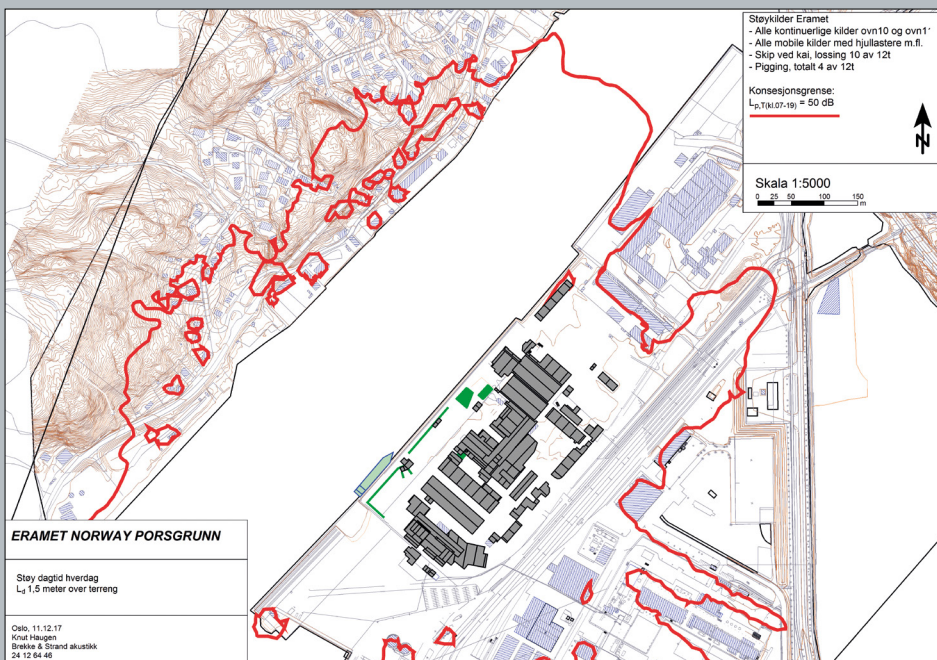 Støykilder Eramet
- Alle kontinuerlige kilder ovn10 og ovn1
- Alle mobile kilder med hjullastere m.fl.
- Skip ved kai, lossing 10 av 12t
- Pigging, totalt 4 av 12t
Konsesjonsgrense:
Lp,T(kl.07-19) = 50 dB
N
Skala 1:5000
0 25 50 100 150
m
ERAMET NORWAY PORSGRUNN
Støy dagtid hverdag
Ld 1,5 meter over terreng
Oslo, 11.12.17
Knut Haugen
Brekke & Strand akustikk
24 12 64 46